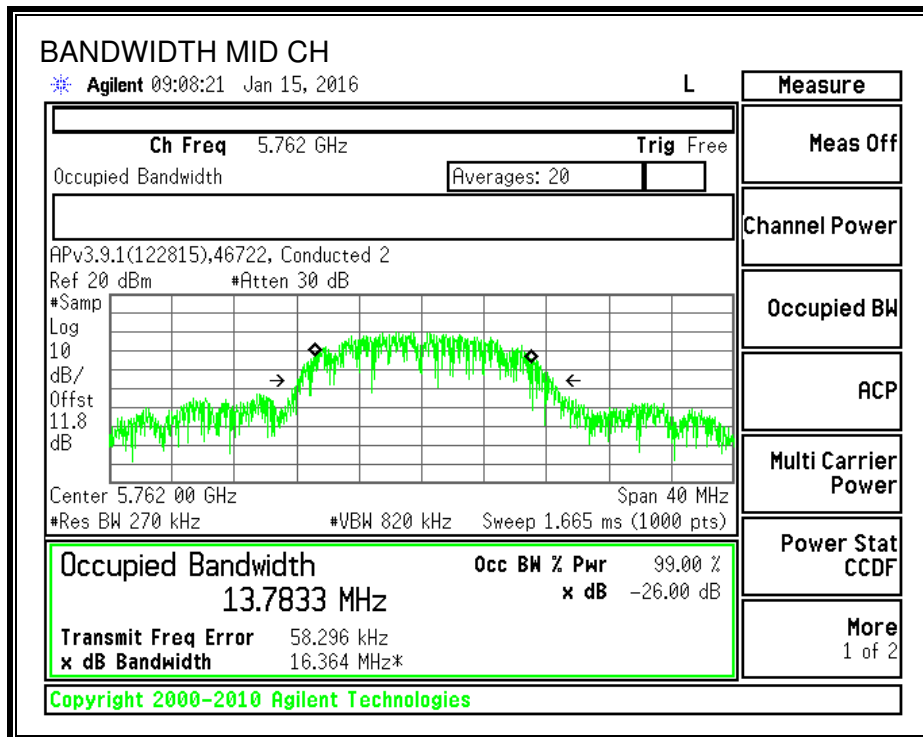 BANDWIDTH MID CH
Agilent 09:08:21 Jan 15, 2016 L
Measure
Ch Freq 5.762 GHz Trig Free
Meas Off
Occupied Bandwidth Averages: 20
Channel Power
APv3.9.1(122815),46722, Conducted 2
Ref 20 dBm #Atten 30 dB
#Samp
Log
10
dB/
Offst
11.8
dB
Occupied BW
ACP
Multi Carrier
Power
Center 5.762 00 GHz Span 40 MHz
#Res BW 270 kHz #VBW 820 kHz Sweep 1.665 ms (1000 pts)
Power Stat
CCDF
Occupied Bandwidth Occ BW % Pwr 99.00 %
13.7833 MHz x dB -26.00 dB
Transmit Freq Error 58.296 kHz
x dB Bandwidth 16.364 MHz*
More
1 of 2
Copyright 2000-2010 Agilent Technologies